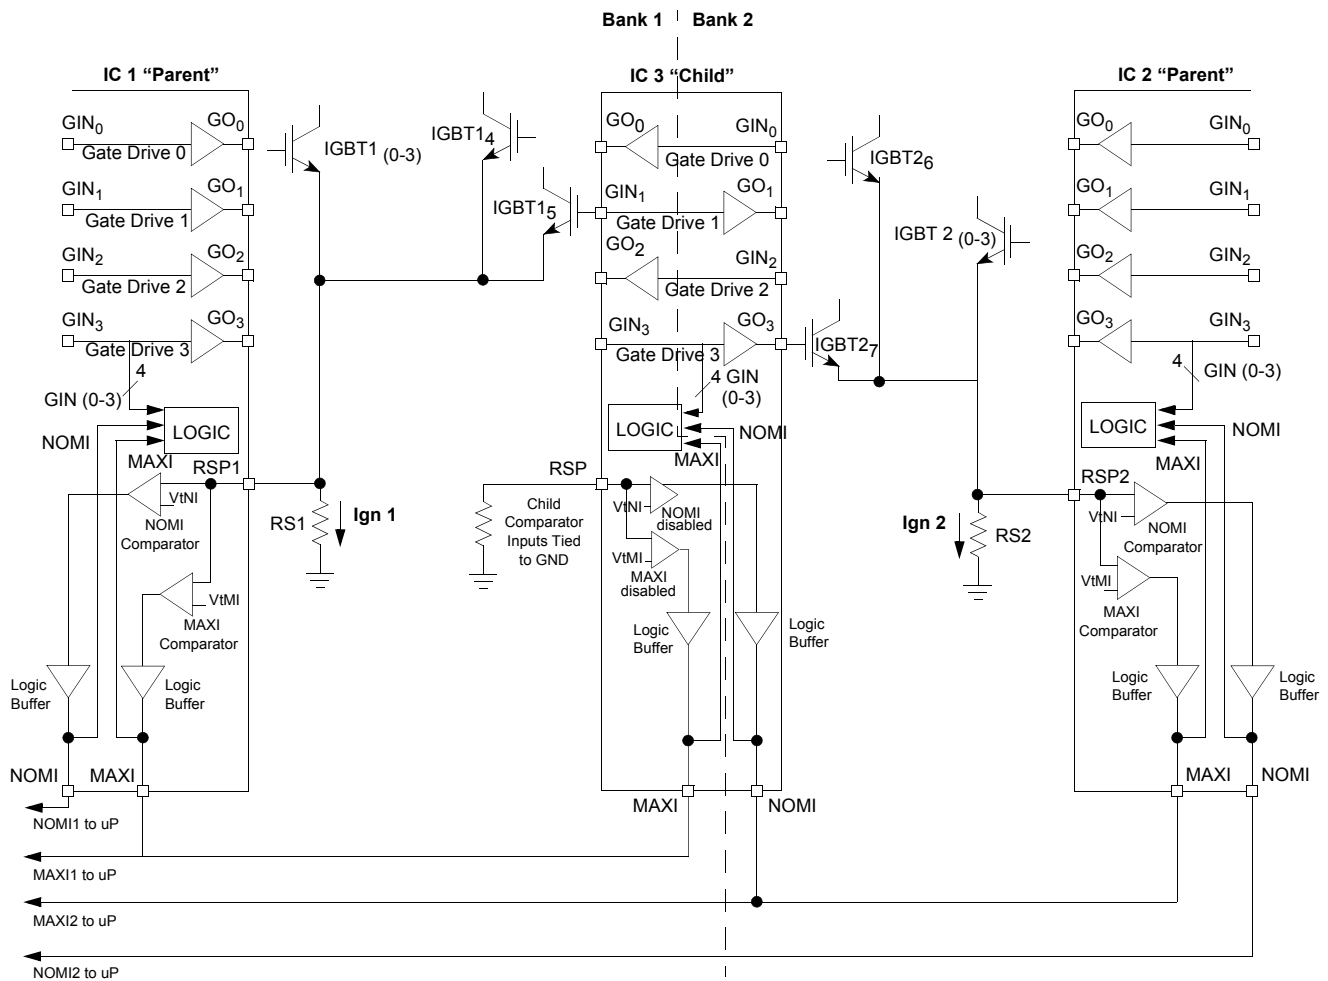 Bank 1 Bank 2
IC 1 “Parent”
IC 3 “Child”
IC 2 “Parent”
GIN0
GO0
Gate Drive 0
GIN1
GO1
Gate Drive 1
GIN2
GO2
Gate Drive 2
GIN3
GO3
Gate Drive 3
4
GIN (0-3)
LOGIC
NOMI
MAXI
RSP1
VtNI
NOMI
Comparator
VtMI
MAXI
Comparator
Logic
Buffer
Logic
Buffer
NOMI
MAXI
NOMI1 to uP
MAXI1 to uP
MAXI2 to uP
NOMI2 to uP
IGBT1 (0-3)
IGBT14
IGBT15
RS1
Ign 1
GO0
GIN0
Gate Drive 0
GIN1
GO1
Gate Drive 1
GO2
GIN2
Gate Drive 2
GIN3
GO3
Gate Drive 3
4 GIN
(0-3)
LOGIC
NOMI
MAXI
RSP
Child
Comparator
Inputs Tied
to GND
VtNI
NOMI
disabled
VtMI
MAXI
disabled
Logic
Buffer
Logic
Buffer
MAXI
NOMI
IGBT26
IGBT 2 (0-3)
IGBT27
Ign 2
RS2
GO0
GIN0
GO1
GIN1
GO2
GIN2
GO3
GIN3
4
GIN (0-3)
LOGIC
NOMI
MAXI
RSP2
VtNI
NOMI
Comparator
VtMI
MAXI
Comparator
Logic
Buffer
Logic
Buffer
MAXI
NOMI